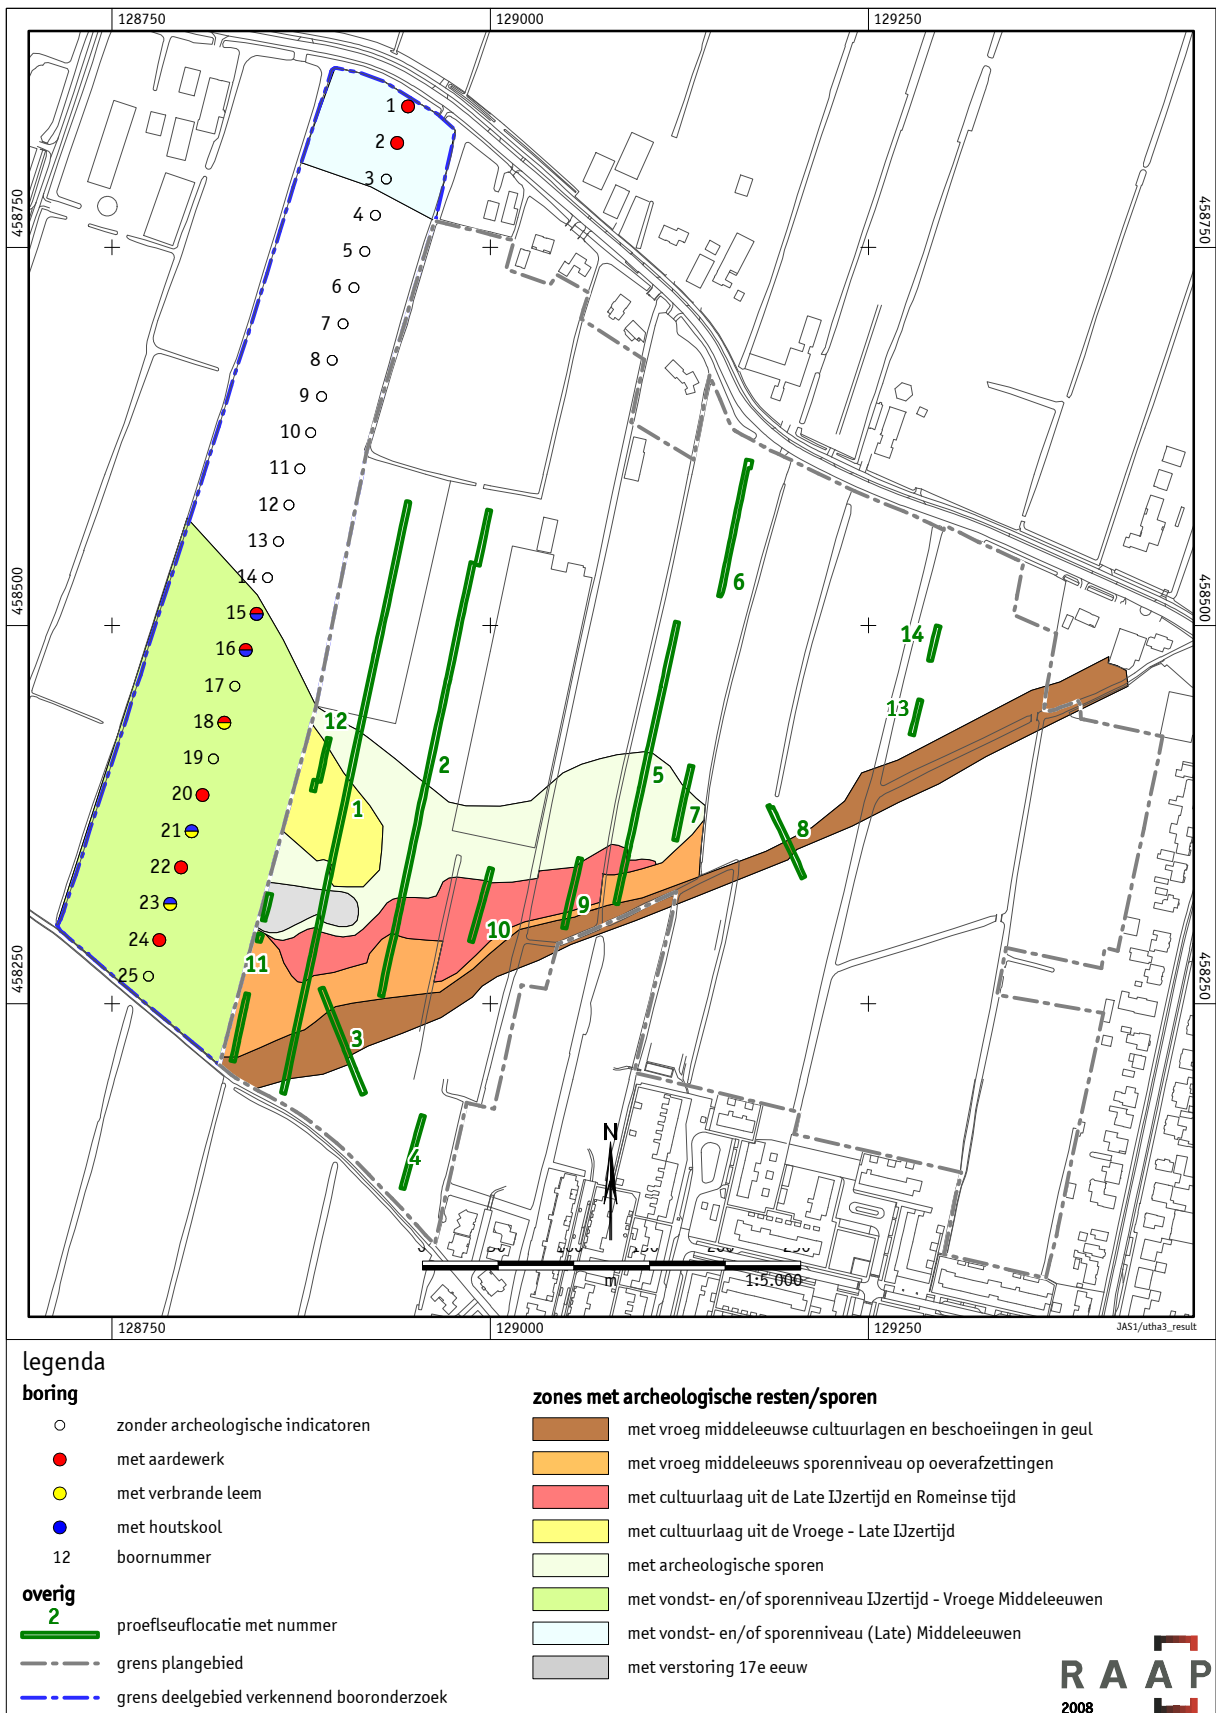 128750 129000 129250
458750 458750
458500 458500
458250 458250
1
2
3
4
5
6
7
8
9
10
11
12
13
14
15
16
17
18
19
20
21
22
23
24
25
6
14
13
12
2
5
1
7
8
9
10
11
3
4
N
50 100 150 200 250
m 1:5.000
128750 129000 129250
JAS1/utha3_result
legenda
boring
zonder archeologische indicatoren
met aardewerk
met verbrande leem
met houtskool
12 boornummer
overig
2 proeflseuflocatie met nummer
grens plangebied
grens deelgebied verkennend booronderzoek
zones met archeologische resten/sporen
met vroeg middeleeuwse cultuurlagen en beschoeiingen in geul
met vroeg middeleeuws sporenniveau op oeverafzettingen
met cultuurlaag uit de Late IJzertijd en Romeinse tijd
met cultuurlaag uit de Vroege - Late IJzertijd
met archeologische sporen
met vondst- en/of sporenniveau IJzertijd - Vroege Middeleeuwen
met vondst- en/of sporenniveau (Late) Middeleeuwen
met verstoring 17e eeuw
RAAP
2008